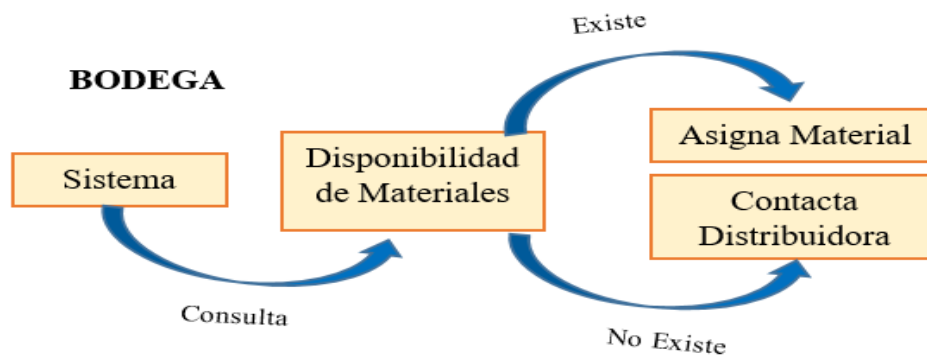 Existe
BODEGA
Sistema
Disponibilidad
de Materiales
Asigna Material
Contacta
Distribuidora
Consulta
No Existe